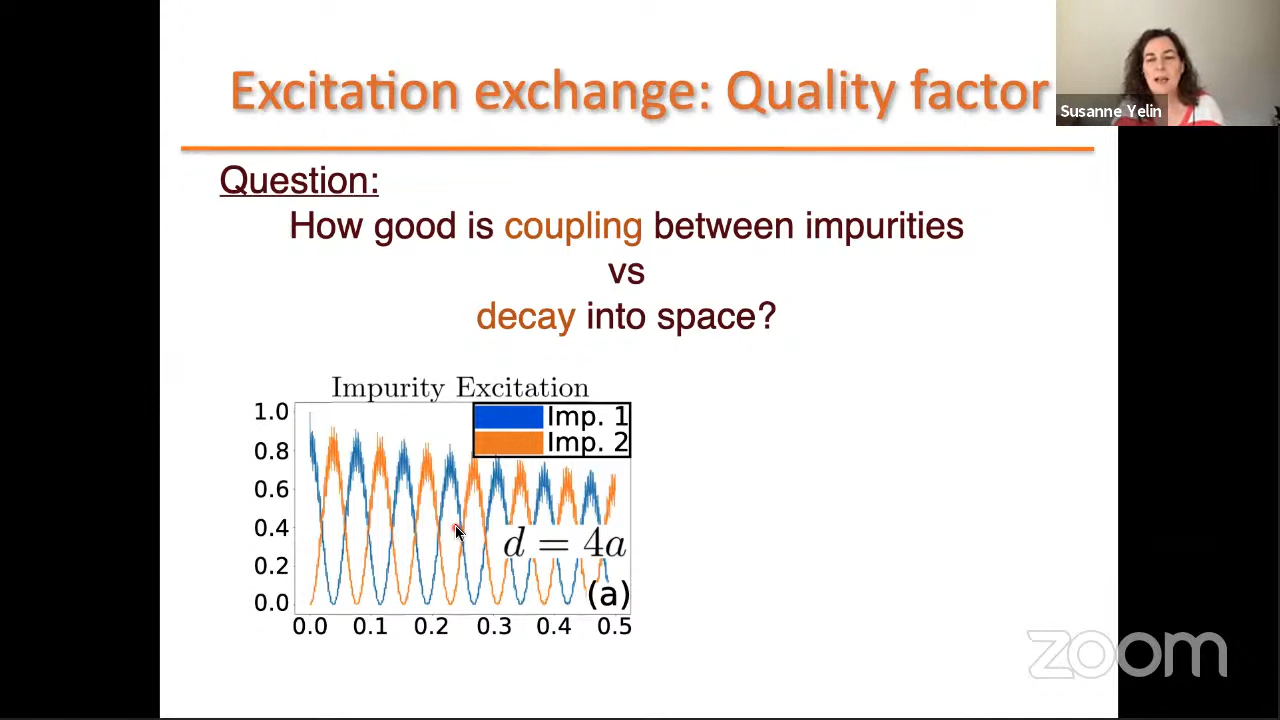 Excitation exchange: Quality factor
Susanne Yelin
Question:
How good is coupling between impurities
vs
decay into space?
Impurity Excitation
1.0
0.8
0.6
0.4
0.2
0.0
Imp. 1
Imp. 2
d = 4a
(a)
0.0 0.1 0.2 0.3 0.4 0.5
zoom